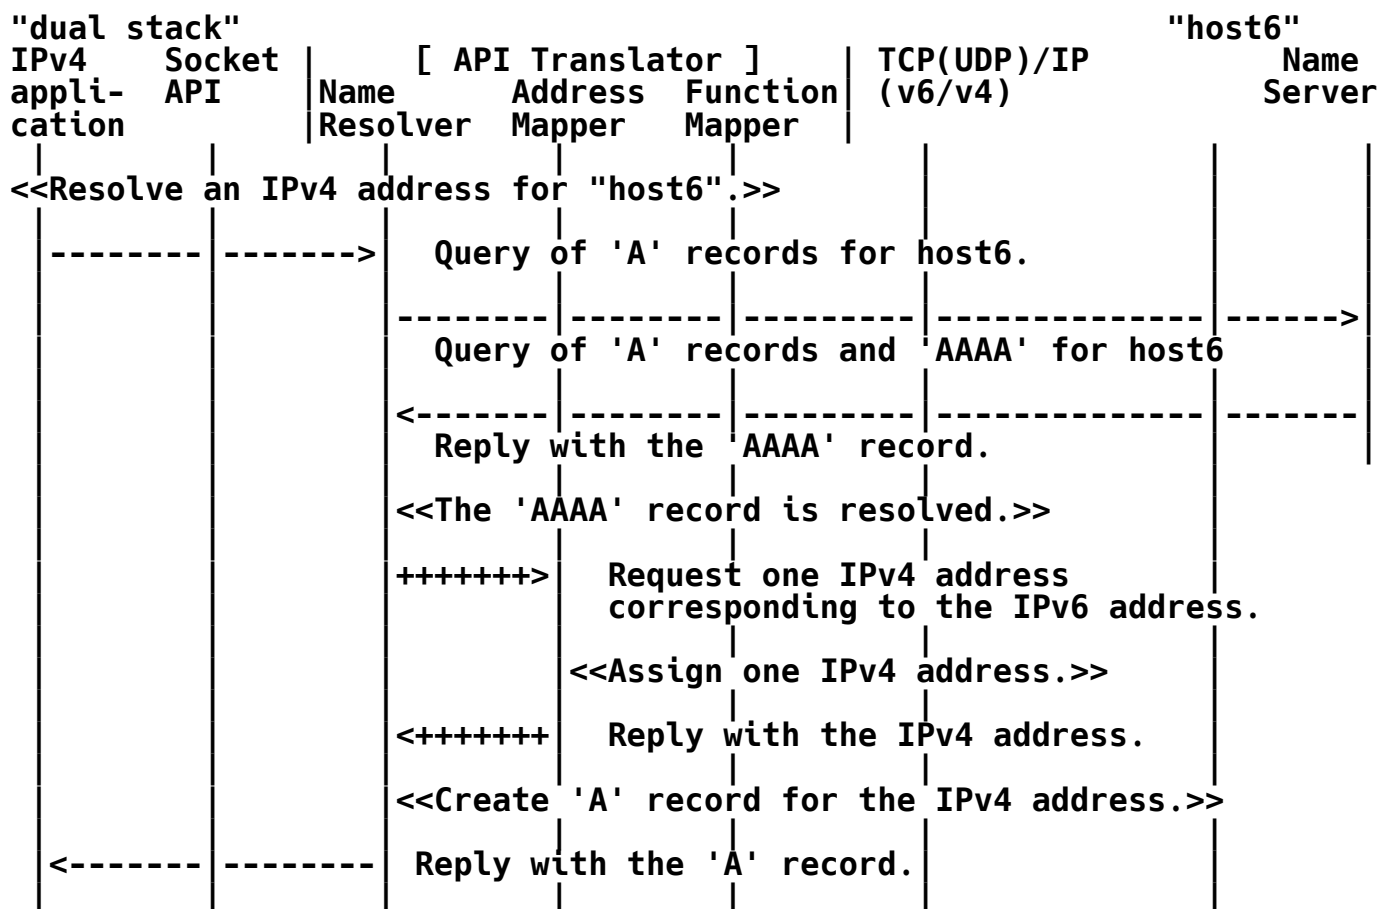 "dual stack" "host6"
IPv4 Socket | [ API Translator ] | TCP(UDP)/IP Name
appli- API |Name Address Function| (v6/v4) Server
cation |Resolver Mapper Mapper |
| | | | | | | |
<<Resolve an IPv4 address for "host6".>> | | |
| | | | | | | |
|--------|------->| Query of 'A' records for host6. | |
| | | | | | | |
| | |--------|--------|---------|--------------|------>|
| | | Query of 'A' records and 'AAAA' for host6 |
| | | | | | | |
| | |<-------|--------|---------|--------------|-------|
| | | Reply with the 'AAAA' record. | |
| | | | | | |
| | |<<The 'AAAA' record is resolved.>> |
| | | | | | |
| | |+++++++>| Request one IPv4 address |
| | | | corresponding to the IPv6 address.
| | | | | | |
| | | |<<Assign one IPv4 address.>> |
| | | | | | |
| | |<+++++++| Reply with the IPv4 address. |
| | | | | | |
| | |<<Create 'A' record for the IPv4 address.>>
| | | | | | |
|<-------|--------| Reply with the 'A' record.| |
| | | | | | |